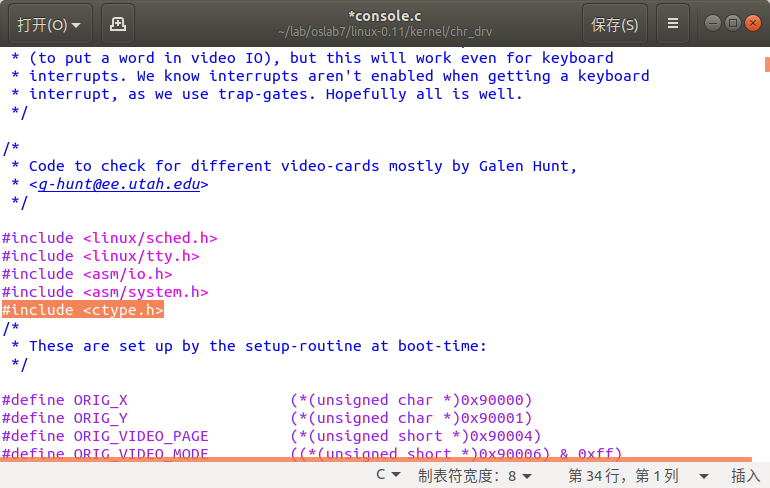 打开(O)
*console.c
~/lab/oslab7/linux-0.11/kernel/chr_drv
保存(S)
* (to put a word in video IO), but this will work even for keyboard
* interrupts. We know interrupts aren't enabled when getting a keyboard
* interrupt, as we use trap-gates. Hopefully all is well.
*/
/*
* Code to check for different video-cards mostly by Galen Hunt,
* <g-hunt@ee.utah.edu>
*/
#include <linux/sched.h>
#include <linux/tty.h>
#include <asm/io.h>
#include <asm/system.h>
#include <ctype.h>
/*
* These are set up by the setup-routine at boot-time:
*/
#define ORIG_X (*(unsigned char *)0x90000)
#define ORIG_Y (*(unsigned char *)0x90001)
#define ORIG_VIDEO_PAGE (*(unsigned short *)0x90004)
#define ORIG_VIDEO_MODE ((*(unsigned short *)0x90006) & 0xff)
C 制表符宽度：8 第 34 行，第 1 列 插入